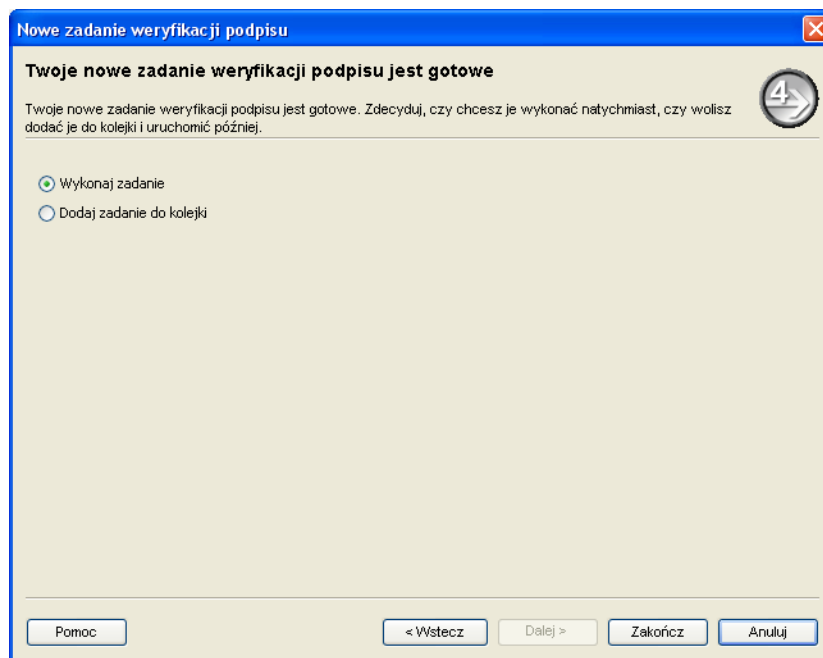 Nowe zadanie weryfikacji podpisu
Twoje nowe zadanie weryfikacji podpisu jest gotowe
Twoje nowe zadanie weryfikacji podpisu jest gotowe. Zdecyduj, czy chcesz je wykonać natychmiast, czy wolisz
dodać je do kolejki i uruchomić później.
4
Wykonaj zadanie
Dodaj zadanie do kolejki
Pomoc
< Wstecz
Dalej >
Zakończ
Anuluj